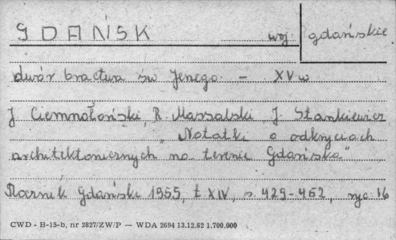 GDAŃSK woj. gdańskie
dwór bractwa św Jerzego - XV w
J Ciemnołoński, R. Massalski J. Stankiewicz
"Notatki o odkryciach
architektonicznych na terenie Gdańska"
Rocznik Gdański 1955, t XIV, s. 429-462, ryc 16
CWD - H-15-b, nr 2827/ZW/P — WDA 2694 13.12.62 1.700.000